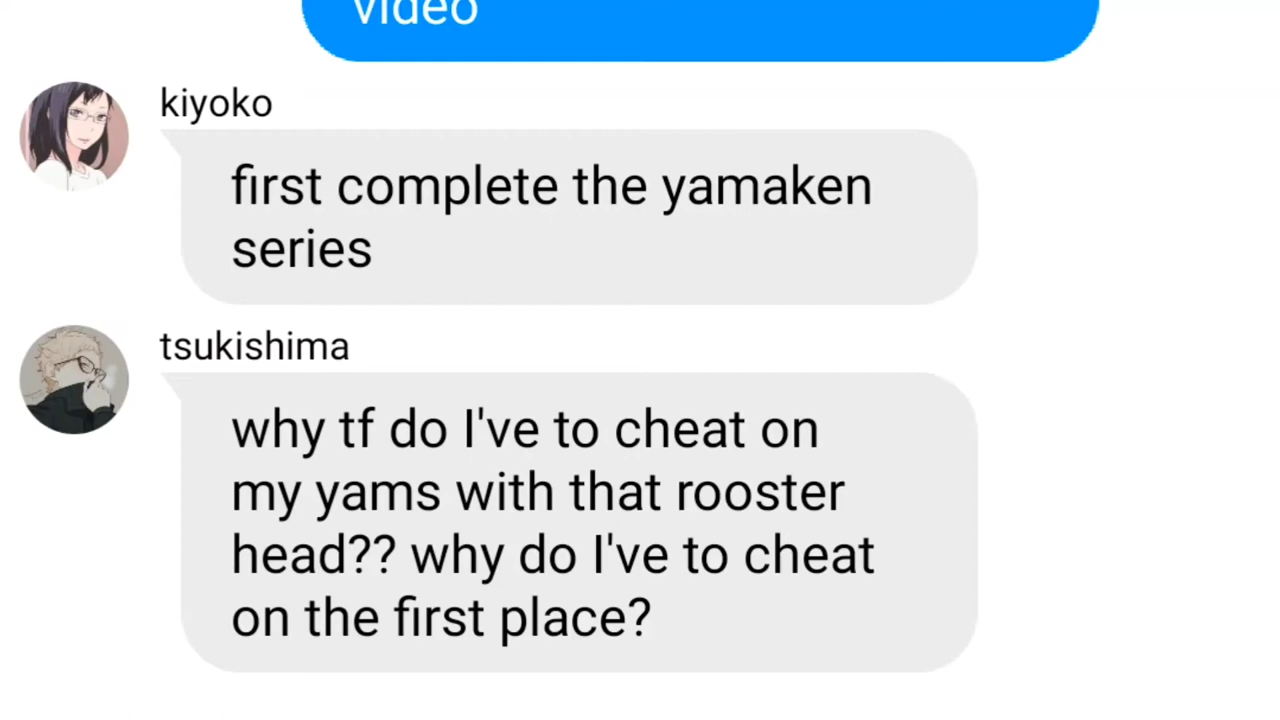 video
kiyoko
first complete the yamaken
series
tsukishima
why tf do I've to cheat on
my yams with that rooster
head?? why do I've to cheat
on the first place?